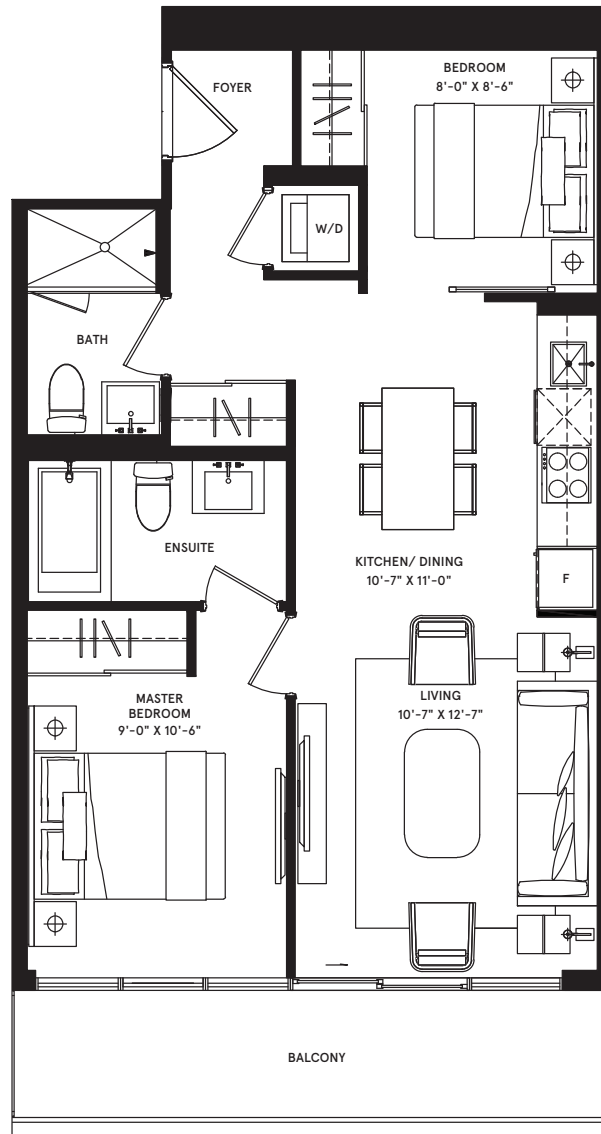 BEDROOM
8'-0" X 8'-6"
FOYER
W/D
BATH
ENSUITE
KITCHEN/ DINING
10'-7" X 11'-0"
F
MASTER
BEDROOM
9'-0" X 10'-6"
LIVING
10'-7" X 12'-7"
BALCONY